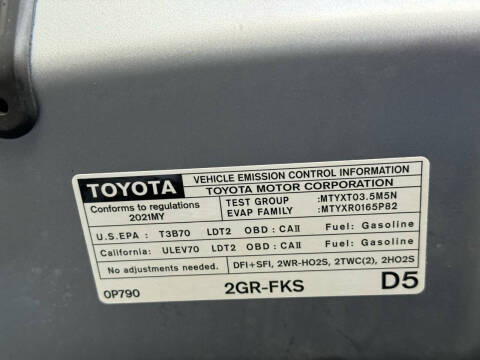 TOYOTA
VEHICLE EMISSION CONTROL INFORMATION
TOYOTA MOTOR CORPORATION
Conforms to regulations
2021MY
TEST GROUP :MTYXT03.5M5N
EVAP FAMILY :MTYXR0165P82
U.S.EPA : T3B70 LDT2 OBD : CAII Fuel: Gasoline
California: ULEV70 LDT2 OBD : CAII Fuel: Gasoline
No adjustments needed. DFI+SFI, 2WR-HO2S, 2TWC(2), 2HO2S
0P790 2GR-FKS D5